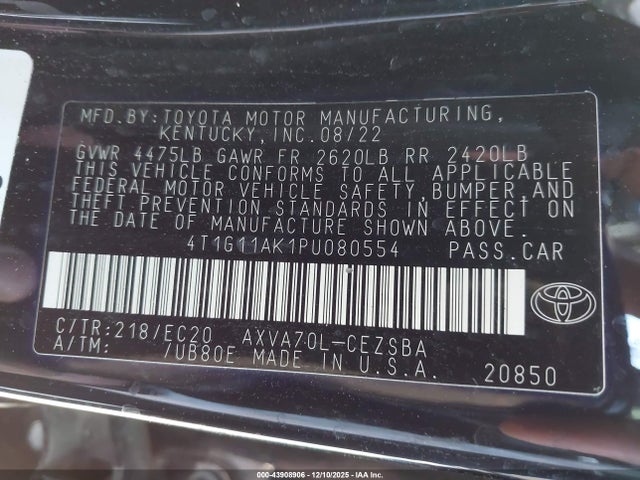 MFD.BY:TOYOTA MOTOR MANUFACTURING,
KENTUCKY,INC.08/22
GVWR 4475LB GAWR FR 2620LB RR 2420LB
THIS VEHICLE CONFORMS TO ALL APPLICABLE
FEDERAL MOTOR VEHICLE SAFETY,BUMPER,AND
THEFT PREVENTION STANDARDS IN EFFECT ON
THE DATE OF MANUFACTURE SHOWN ABOVE.
4T1G11AK1PU080554 PASS.CAR
C/TR:218/EC20 AXVA70L-CEZSBA
A/TM: /UB80E MADE IN U.S.A.
20850
000-43908906 - 12/10/2025 - IAAI.CA